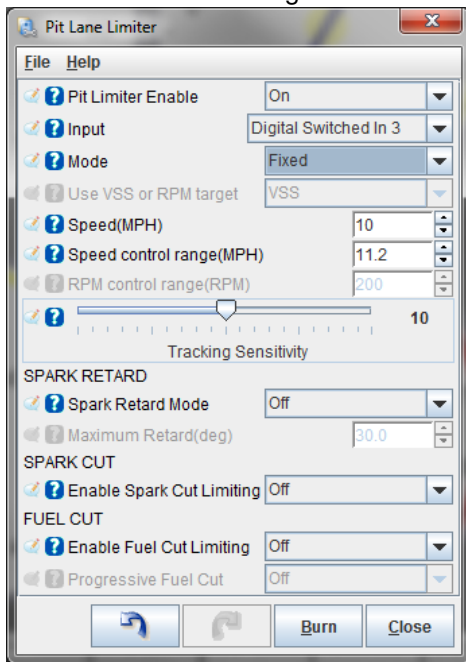 Pit Lane Limiter
File Help
Pit Limiter Enable On
Input Digital Switched In 3
Mode Fixed
Use VSS or RPM target VSS
Speed(MPH) 10
Speed control range(MPH) 11.2
RPM control range(RPM) 200
10
Tracking Sensitivity
SPARK RETARD
Spark Retard Mode Off
Maximum Retard(deg) 30.0
SPARK CUT
Enable Spark Cut Limiting Off
FUEL CUT
Enable Fuel Cut Limiting Off
Progressive Fuel Cut Off
Burn Close